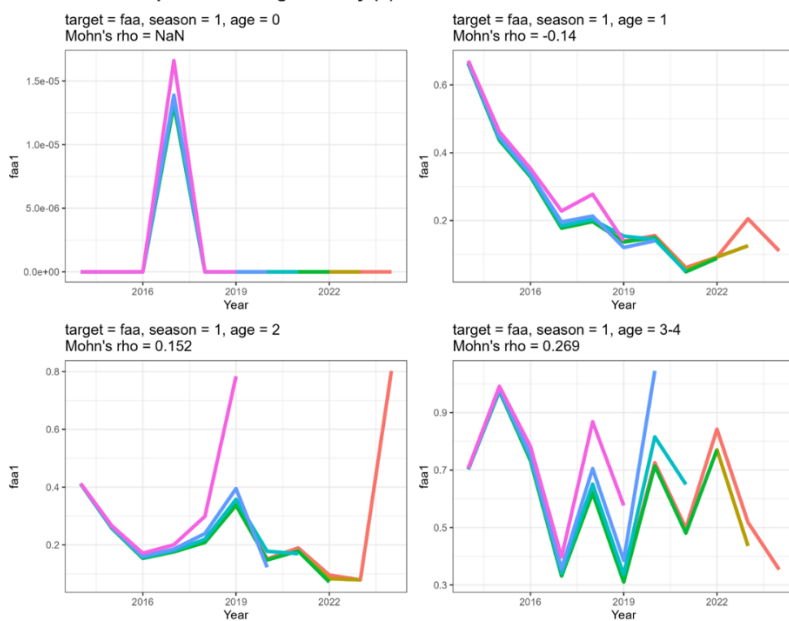 target = faa, season = 1, age = 0
Mohn's rho = NaN
1.5e-05
1.0e-05
5.0e-06
0.0e+00
faa1
2016
2019
2022
Year
target = faa, season = 1, age = 1
Mohn's rho = -0.14
0.6
0.4
0.2
faa1
2016
2019
2022
Year
target = faa, season = 1, age = 2
Mohn's rho = 0.152
0.8
0.6
0.4
0.2
faa1
2016
2019
2022
Year
target = faa, season = 1, age = 3-4
Mohn's rho = 0.269
0.9
0.7
0.5
0.3
faa1
2016
2019
2022
Year